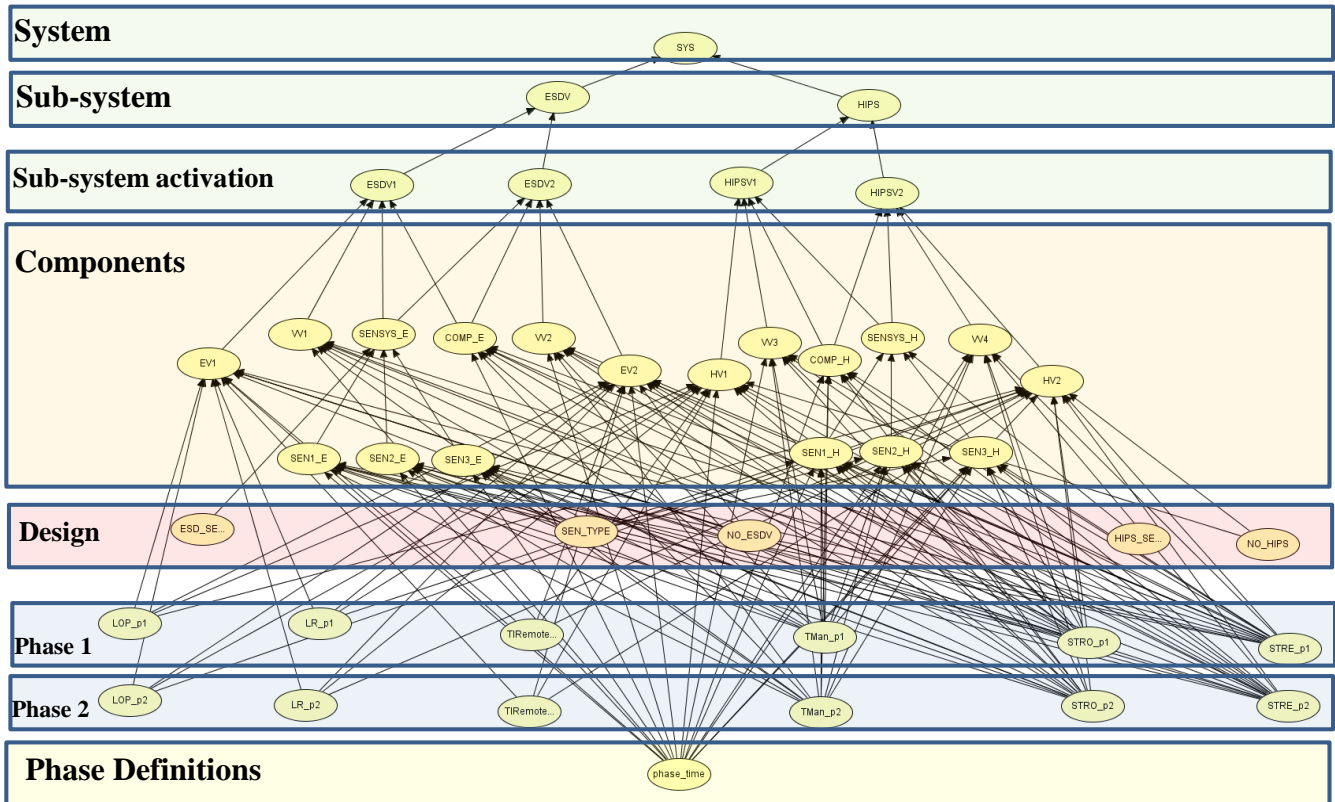 System
SYS
Sub-system
ESDV
HIPS
Sub-system activation
ESDV1
ESDV2
HIPSV1
HIPSV2
Components
VV1
SENSYS_E
COMP_E
VV2
VV3
SENSYS_H
VV4
EV1
EV2
HV1
COMP_H
HV2
SEN1_E
SEN2_E
SEN3_E
SEN1_H
SEN2_H
SEN3_H
Design
ESD_SE...
SEN_TYPE
NO_ESDV
HIPS_SE...
NO_HIPS
Phase 1
LOP_p1
LR_p1
TIRemote...
TMan_p1
STRO_p1
STRE_p1
Phase 2
LOP_p2
LR_p2
TIRemote...
TMan_p2
STRO_p2
STRE_p2
Phase Definitions
phase_time